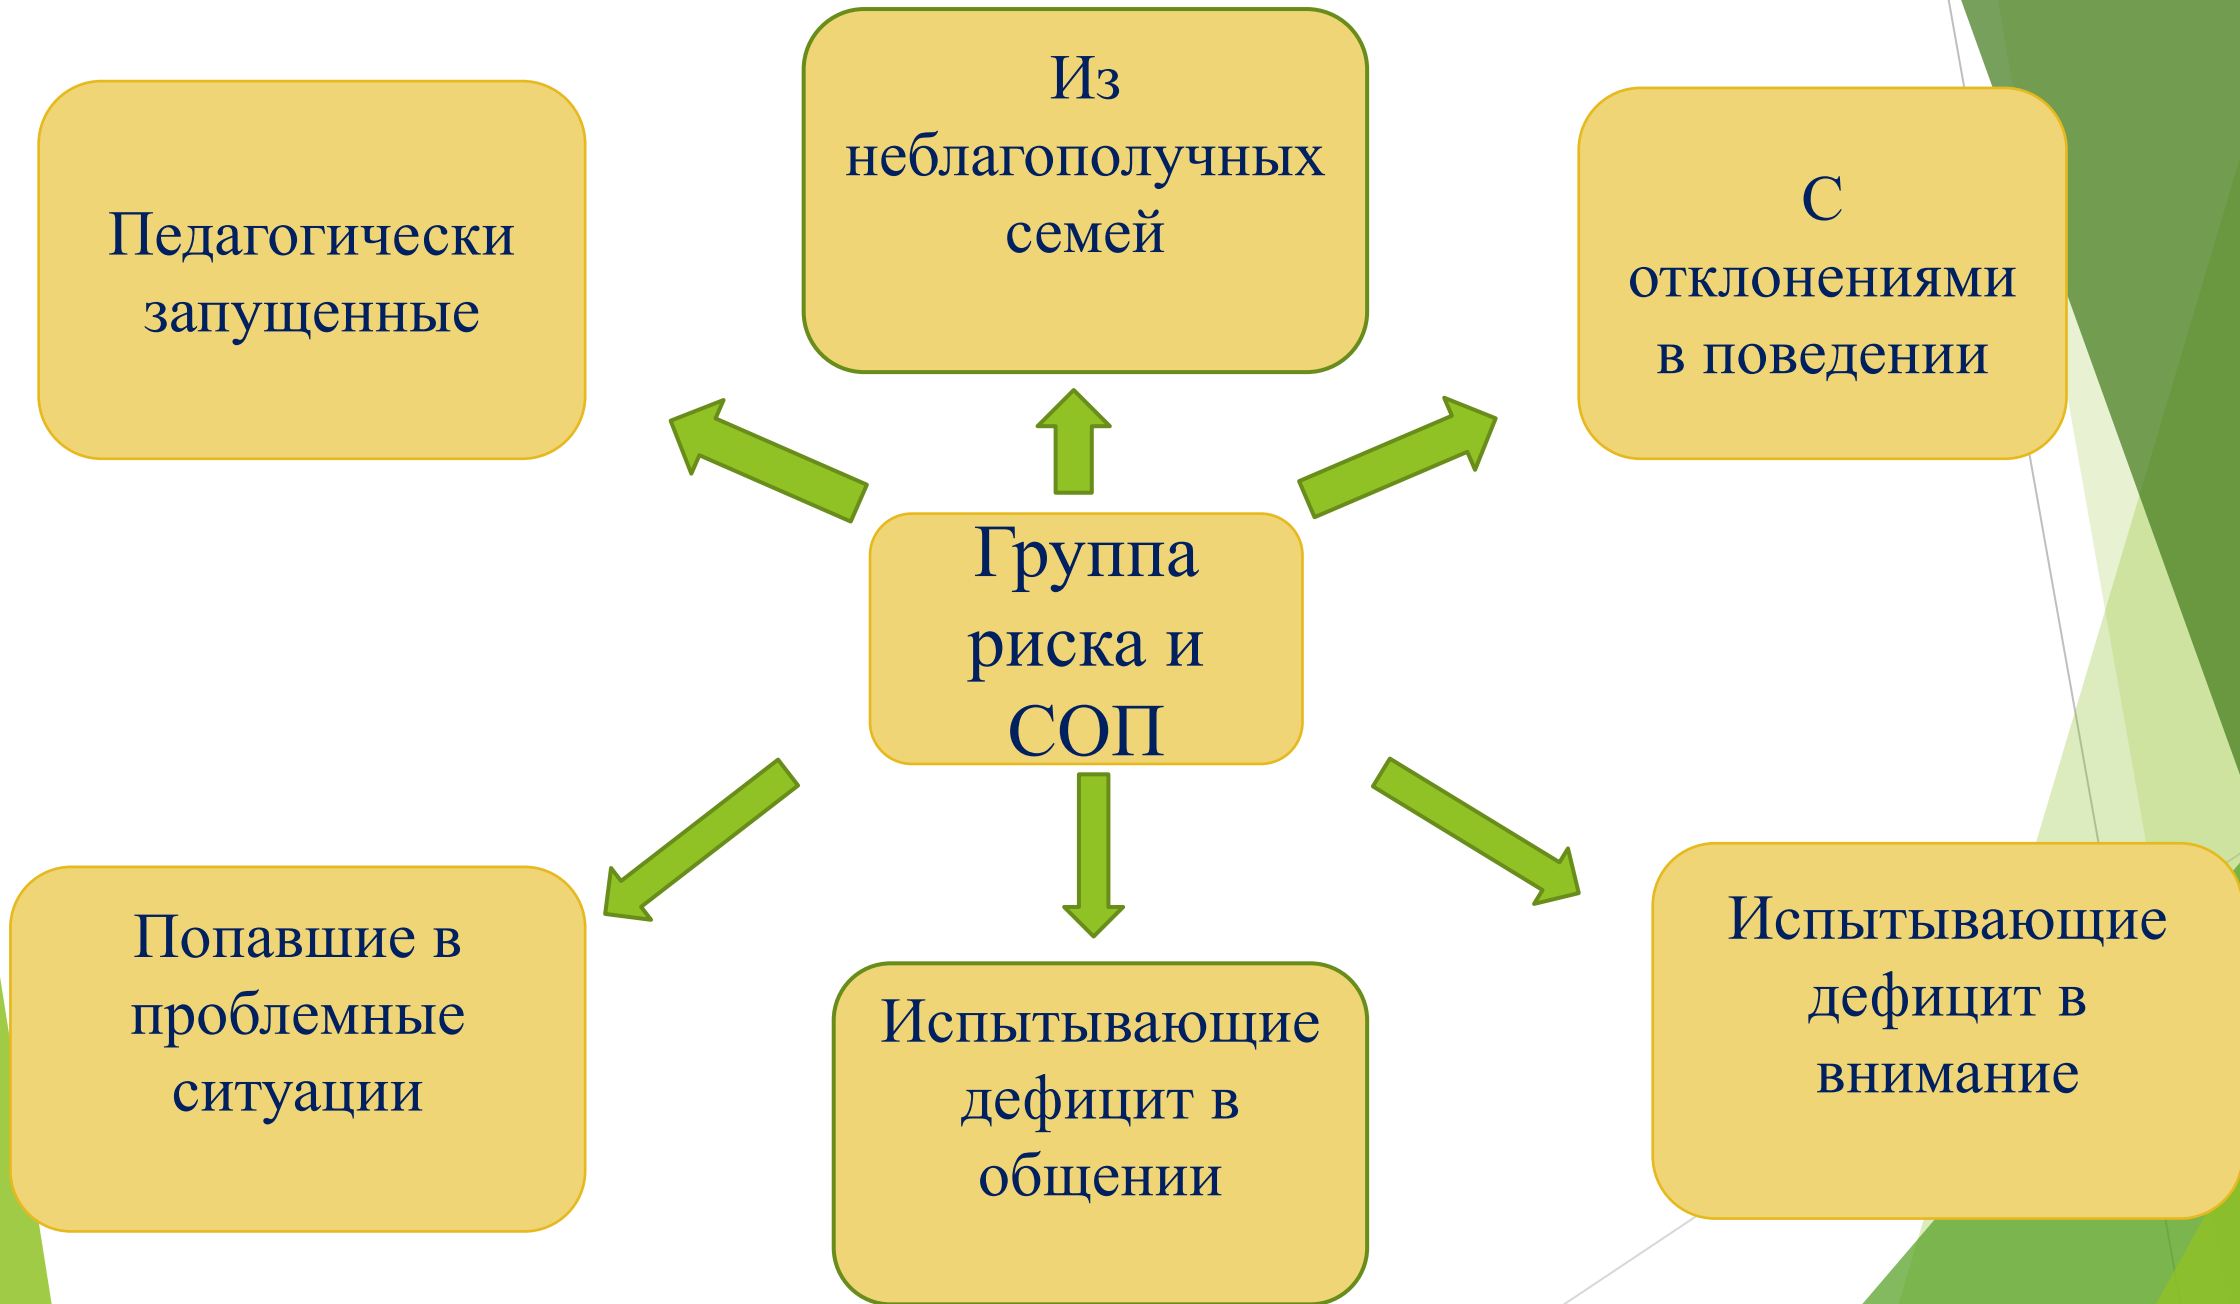 Из
неблагополучных
семей
Педагогически
запущенные
С
отклонениями
в поведении
Группа
риска и
СОП
Попавшие в
проблемные
ситуации
Испытывающие
дефицит в
общении
Испытывающие
дефицит в
внимание